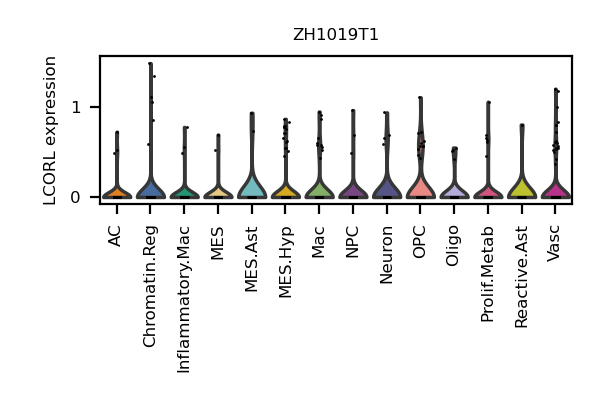 ZH1019T1
LCORL expression
1
0
AC
Chromatin.Reg
Inflammatory.Mac
MES
MES.Ast
MES.Hyp
Mac
NPC
Neuron
OPC
Oligo
Prolif.Metab
Reactive.Ast
Vasc